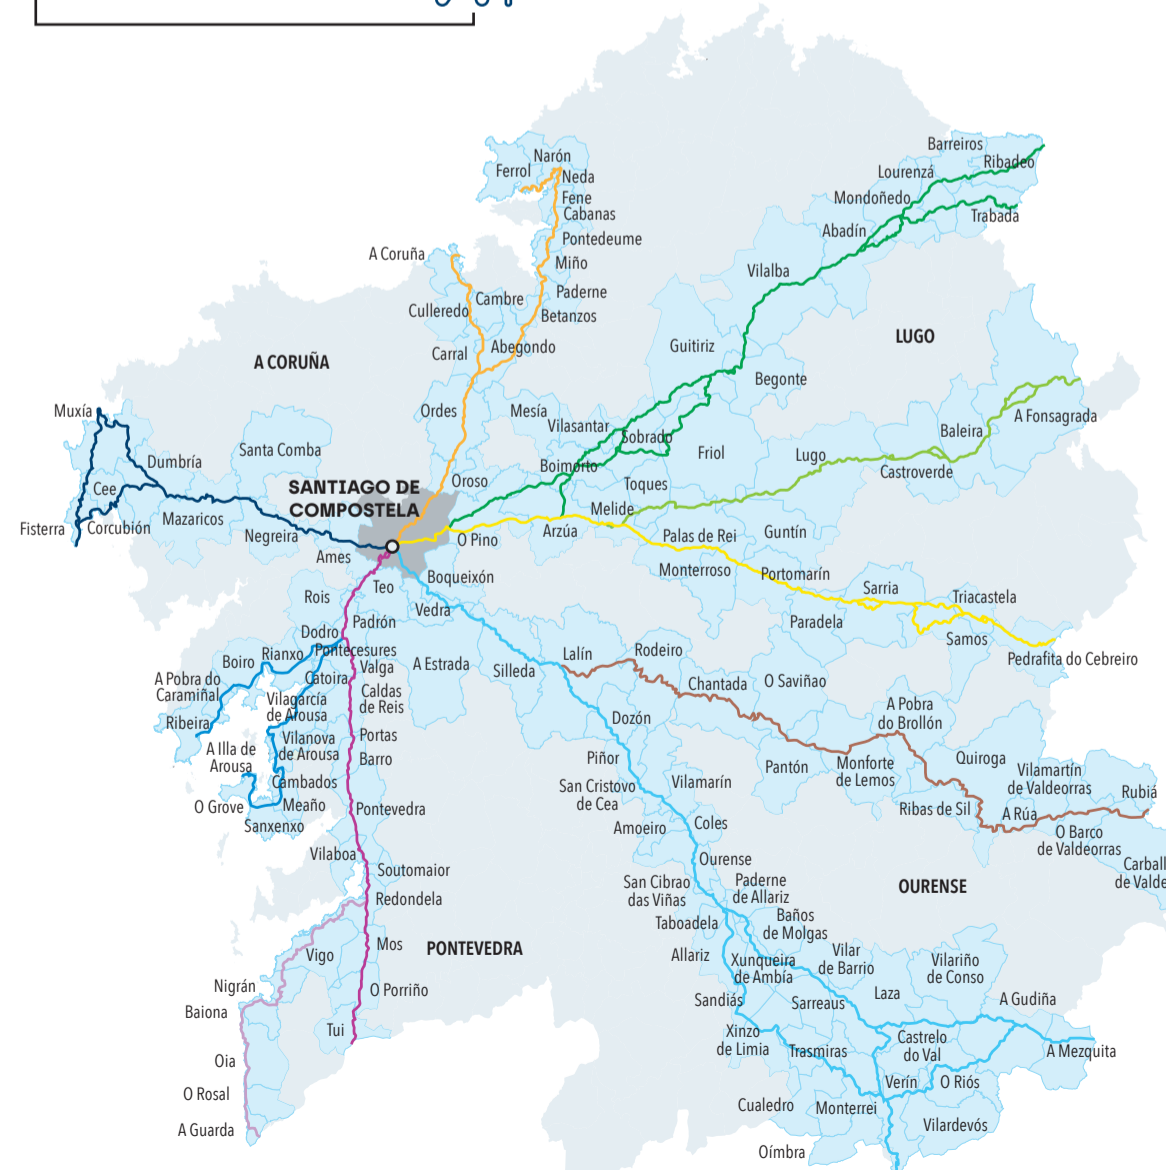 Barreiros
Narón
Ribadeo
Ferrol
Lourenzá
Neda
Fene
Mondoñedo
Cabanas
Trabada
Abadín
Pontedeume
A Coruña
Miño
Vilalba
Paderne
Cambre
Culleredo
Betanzos
LUGO
Guitiriz
Abegondo
Carral
A CORUÑA
Begonte
Muxía
Ordes
Mesía
A Fonsagrada
Vilasantar
Baleira
Sobrado
Santa Comba
Friol
Lugo
Dumbría
Boimorto
Castroverde
Oroso
Toques
SANTIAGO DE
COMPOSTELA
Cee
Melide
Mazaricos
Fisterra
Corcubión
Arzúa
Guntín
Negreira
O Pino
Palas de Rei
Ames
Monterroso
Portomarín
Boqueixón
Teo
Sarria
Rois
Triacastela
Vedra
Padrón
Paradela
Dodro
Samos
Pontecesures
Rodeiro
Rianxo
Lalín
Pedrafita do Cebreiro
Boiro
Valga
A Estrada
Silleda
A Pobra do
Caramiñal
Catoira
Chantada
O Saviñao
Caldas
de Reis
Vilagarcía
de Arousa
A Pobra
do Brollón
Ribeira
Dozón
Portas
Vilanova
de Arousa
A Illa de
Arousa
Barro
Piñor
Quiroga
Pantón
Monforte
de Lemos
Vilamartín
de Valdeorras
Cambados
San Cristovo
de Cea
Vilamarín
Rubiá
O Grove
Meaño
Pontevedra
Ribas de Sil
A Rúa
Sanxenxo
Amoeiro
Coles
O Barco
de Valdeorras
Vilaboa
Ourense
Carball
de Valde
Soutomaior
San Cibrao
das Viñas
Paderne
de Allariz
OURENSE
Redondela
Taboadela
Baños
de Molgas
Mos
PONTEVEDRA
Vigo
Allariz
Xunqueira
de Ambía
Vilar
de Barrio
Vilariño
de Conso
Nigrán
O Porriño
Laza
Sandiás
Sarreaus
A Gudiña
Baiona
Tui
Xinzo
de Limia
Castrelo
do Val
Trasmiras
A Mezquita
Oia
Verín
O Riós
O Rosal
Cualedro
Monterrei
A Guarda
Vilardevós
Oímbra